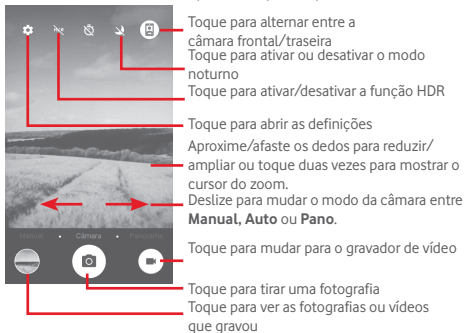 Toque para alternar entre a
câmara frontal/traseira
Toque para ativar ou desativar o modo
noturno
Toque para ativar/desativar a função HDR
Toque para abrir as definições
Aproxime/afaste os dedos para reduzir/
ampliar ou toque duas vezes para mostrar o
cursor do zoom.
Deslize para mudar o modo da câmara entre
Manual, Auto ou Pano.
Manual • Câmara • Panorama
Toque para mudar para o gravador de vídeo
Toque para tirar uma fotografia
Toque para ver as fotografias ou vídeos
que gravou